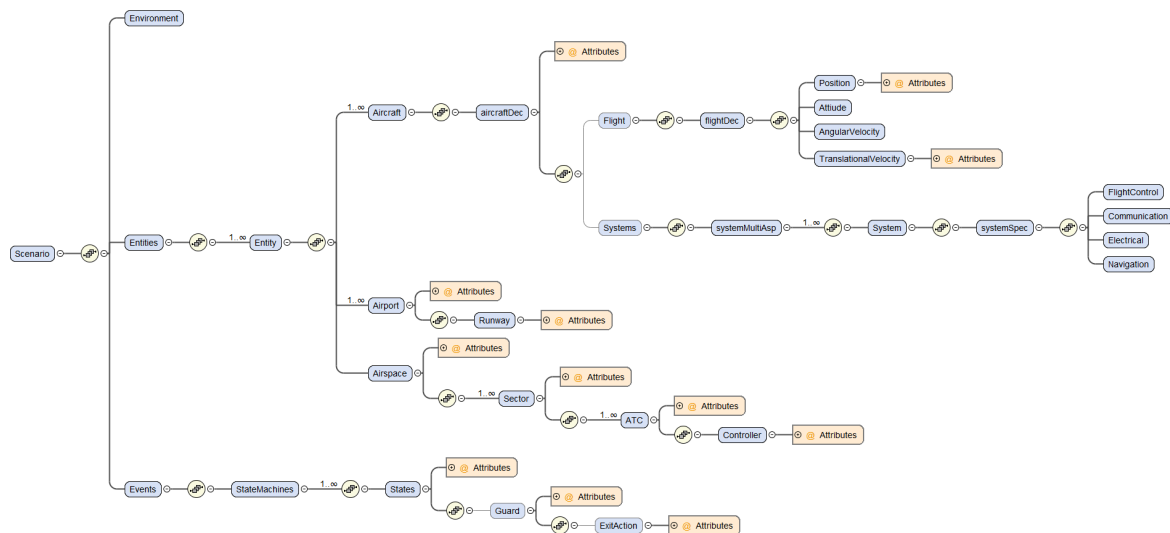 Environment
@ Attributes
1..∞ Aircraft
aircraftDec
Flight
flightDec
Position
@ Attributes
Attiude
AngularVelocity
TranslationalVelocity
@ Attributes
Systems
systemMultiAsp
1..∞
System
systemSpec
FlightControl
Communication
Electrical
Navigation
Scenario
Entities
1..∞ Entity
1..∞ Airport
@ Attributes
Runway
@ Attributes
Airspace
@ Attributes
1..∞ Sector
@ Attributes
1..∞ ATC
@ Attributes
Controller
@ Attributes
Events
StateMachines
1..∞
States
@ Attributes
Guard
@ Attributes
ExitAction
@ Attributes